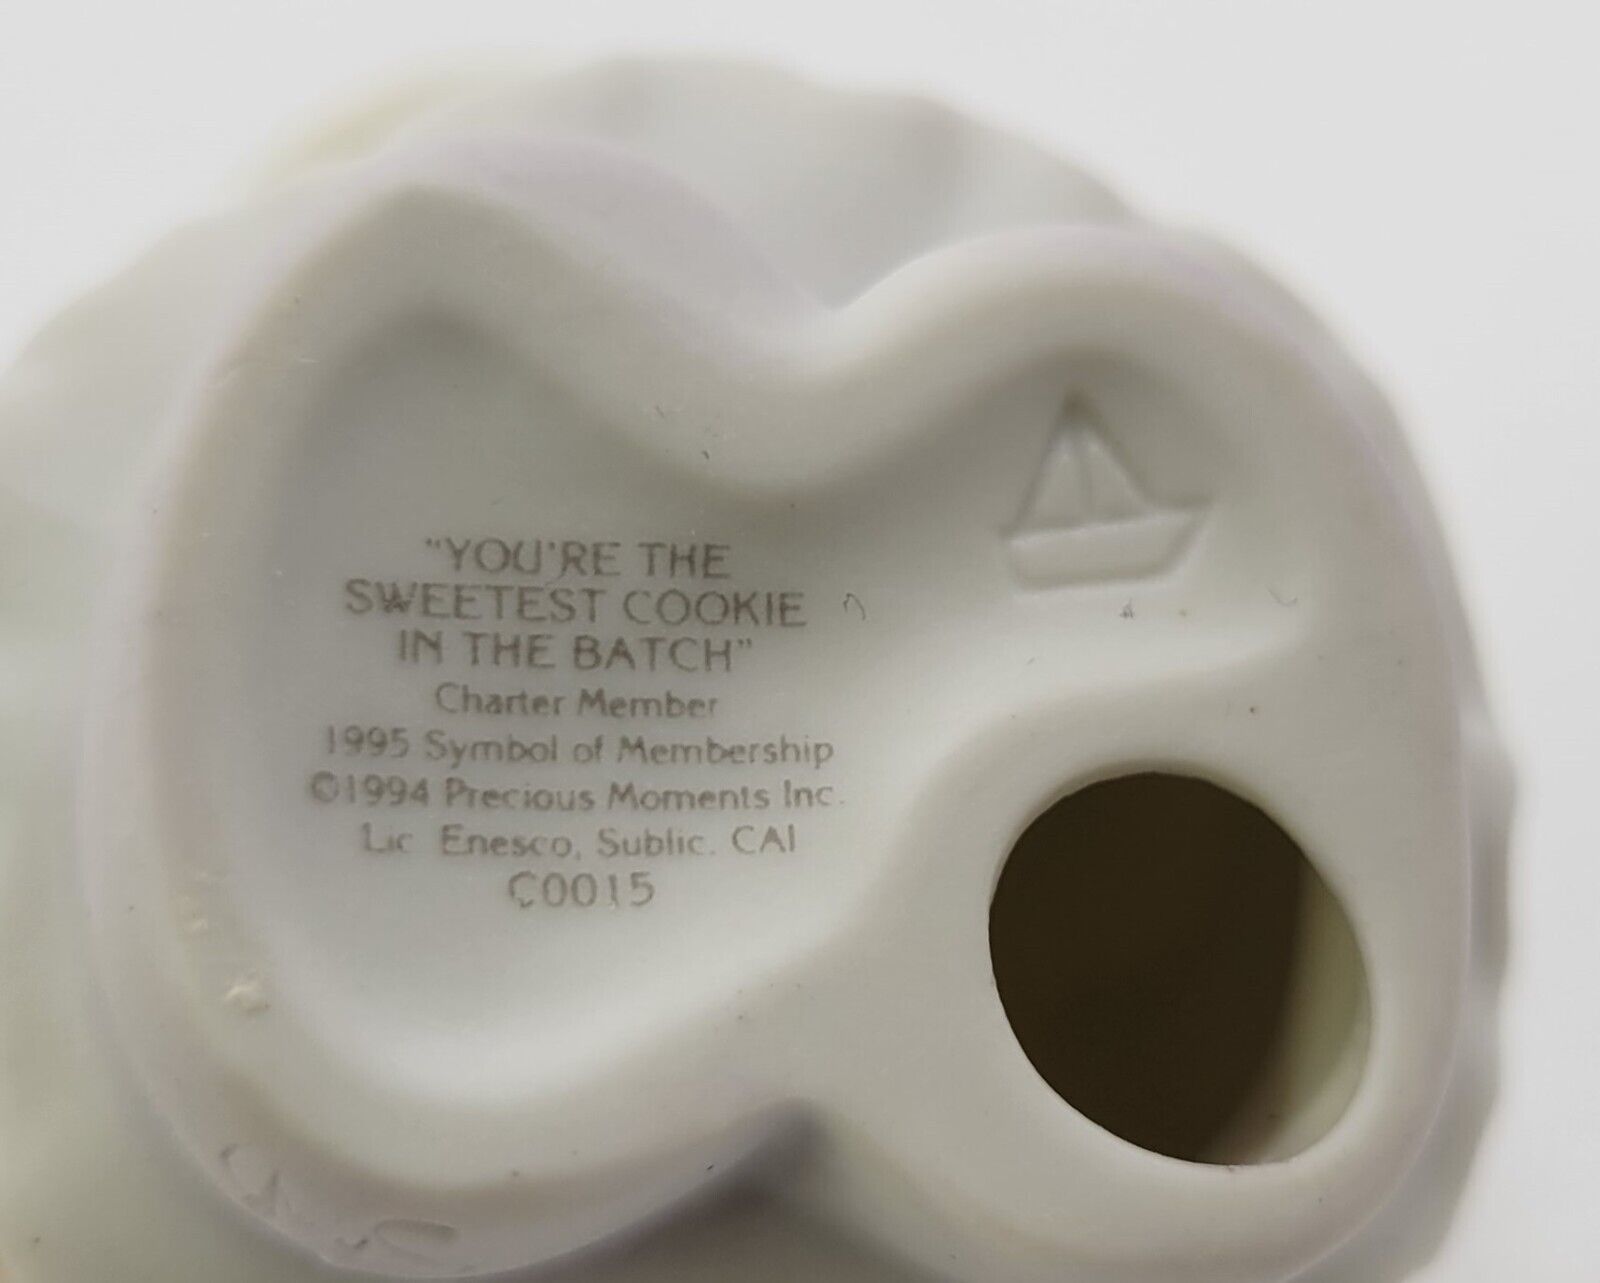 "YOU'RE THE
SWEETEST COOKIE
IN THE BATCH"
Charter Member
1995 Symbol of Membership
©1994 Precious Moments Inc.
Lic Enesco, Sublic. CAI
C0015